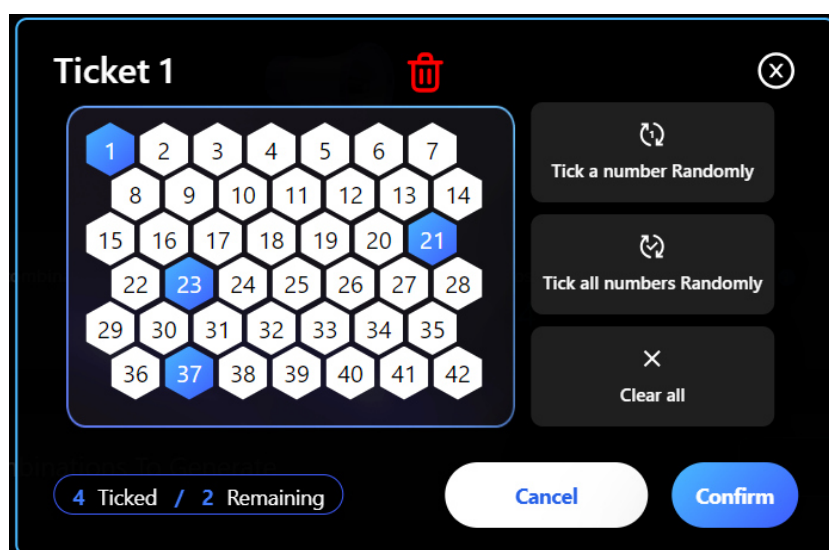 Ticket 1
1 2 3 4 5 6 7
8 9 10 11 12 13 14
15 16 17 18 19 20 21
22 23 24 25 26 27 28
29 30 31 32 33 34 35
36 37 38 39 40 41 42
1
Tick a number Randomly
Tick all numbers Randomly
Clear all
4 Ticked / 2 Remaining
Cancel
Confirm